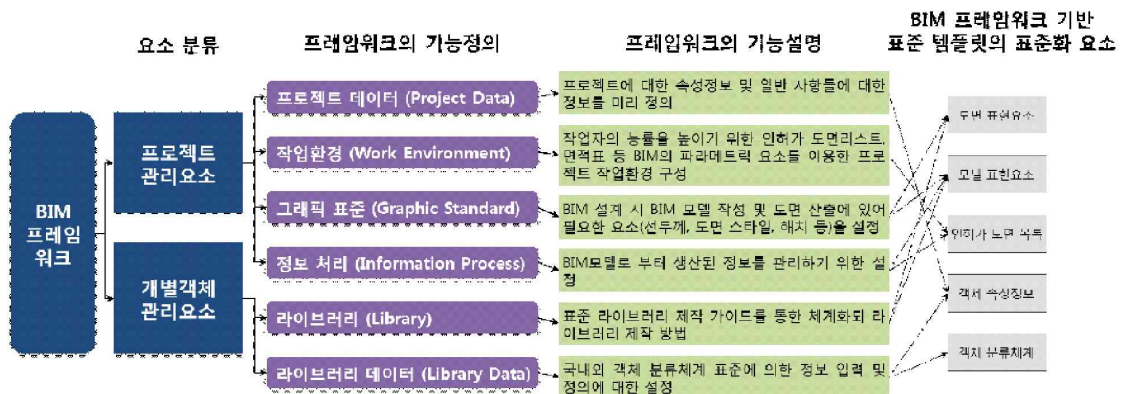 요소 분류
프레임워크의 기능정의
프레임워크의 기능설명
BIM 프레임워크 기반
표준 템플릿의 표준화 요소
BIM
프레임
워크
프로젝트
관리요소
개별객체
관리요소
프로젝트 데이터 (Project Data)
작업환경 (Work Environment)
그래픽 표준 (Graphic Standard)
정보 처리 (Information Process)
라이브러리 (Library)
라이브러리 데이터 (Library Data)
프로젝트에 대한 속성정보 및 일반 사항들에 대한
정보를 미리 정의
작업자의 능률을 높이기 위한 인허가 도면리스트,
면적표 등 BIM의 파라메트릭 요소를 이용한 프로
젝트 작업환경 구성
BIM 설계 시 BIM 모델 작성 및 도면 산출에 있어
필요한 요소(선두께, 도면 스타일, 해치 등)을 설정
BIM모델로 부터 생산된 정보를 관리하기 위한 설
정
표준 라이브러리 제작 가이드를 통한 체계화된 라
이브러리 제작 방법
국내외 객체 분류체계 표준에 의한 정보 입력 및
정의에 대한 설정
도면 표현요소
모델 표현요소
인허가 도면 목록
객체 속성정보
객체 분류체계